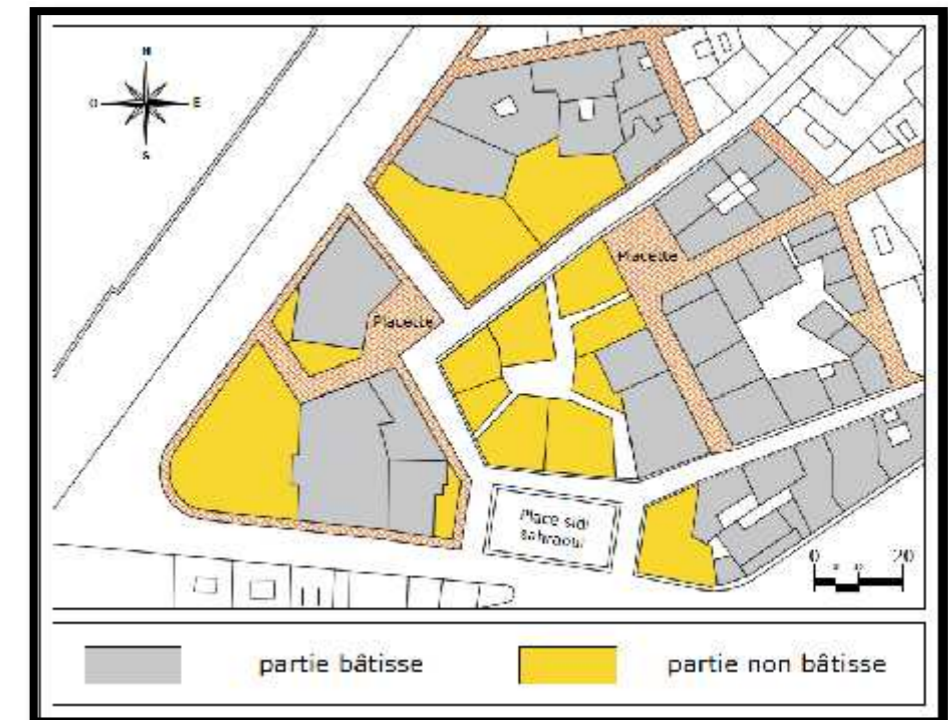 N
O E
S
Placette
Placette
Place sidi
sahraoui
0 20
partie bâtisse
partie non bâtisse